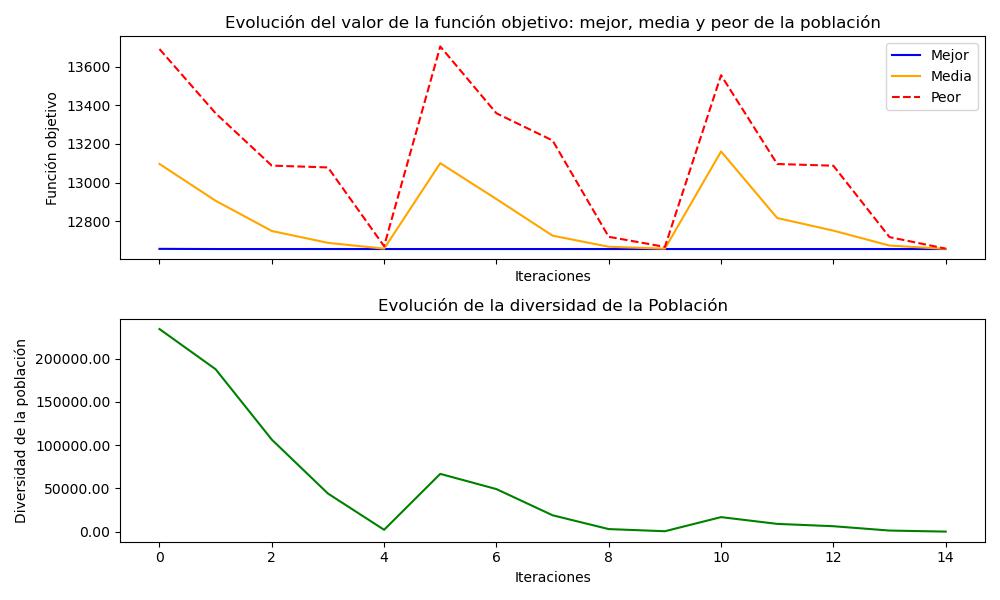 Evolución del valor de la función objetivo: mejor, media y peor de la población
Función objetivo
13600
13400
13200
13000
12800
Mejor
Media
Peor
Iteraciones
Evolución de la diversidad de la Población
Diversidad de la población
200000.00
150000.00
100000.00
50000.00
0.00
0 2 4 6 8 10 12 14
Iteraciones